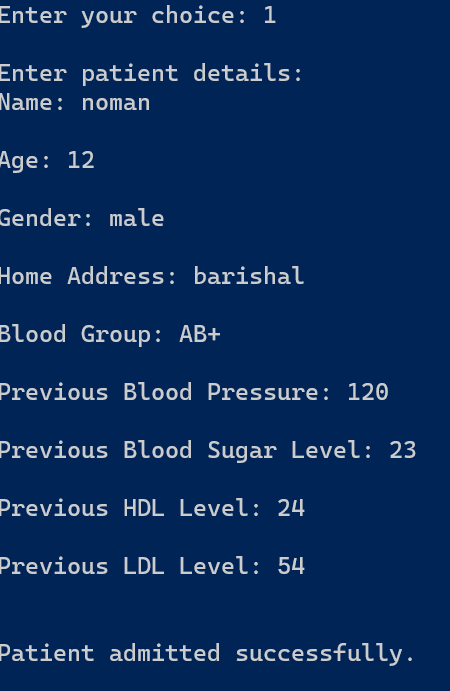 Enter your choice: 1
Enter patient details:
Name: noman
Age: 12
Gender: male
Home Address: barishal
Blood Group: AB+
Previous Blood Pressure: 120
Previous Blood Sugar Level: 23
Previous HDL Level: 24
Previous LDL Level: 54
Patient admitted successfully.